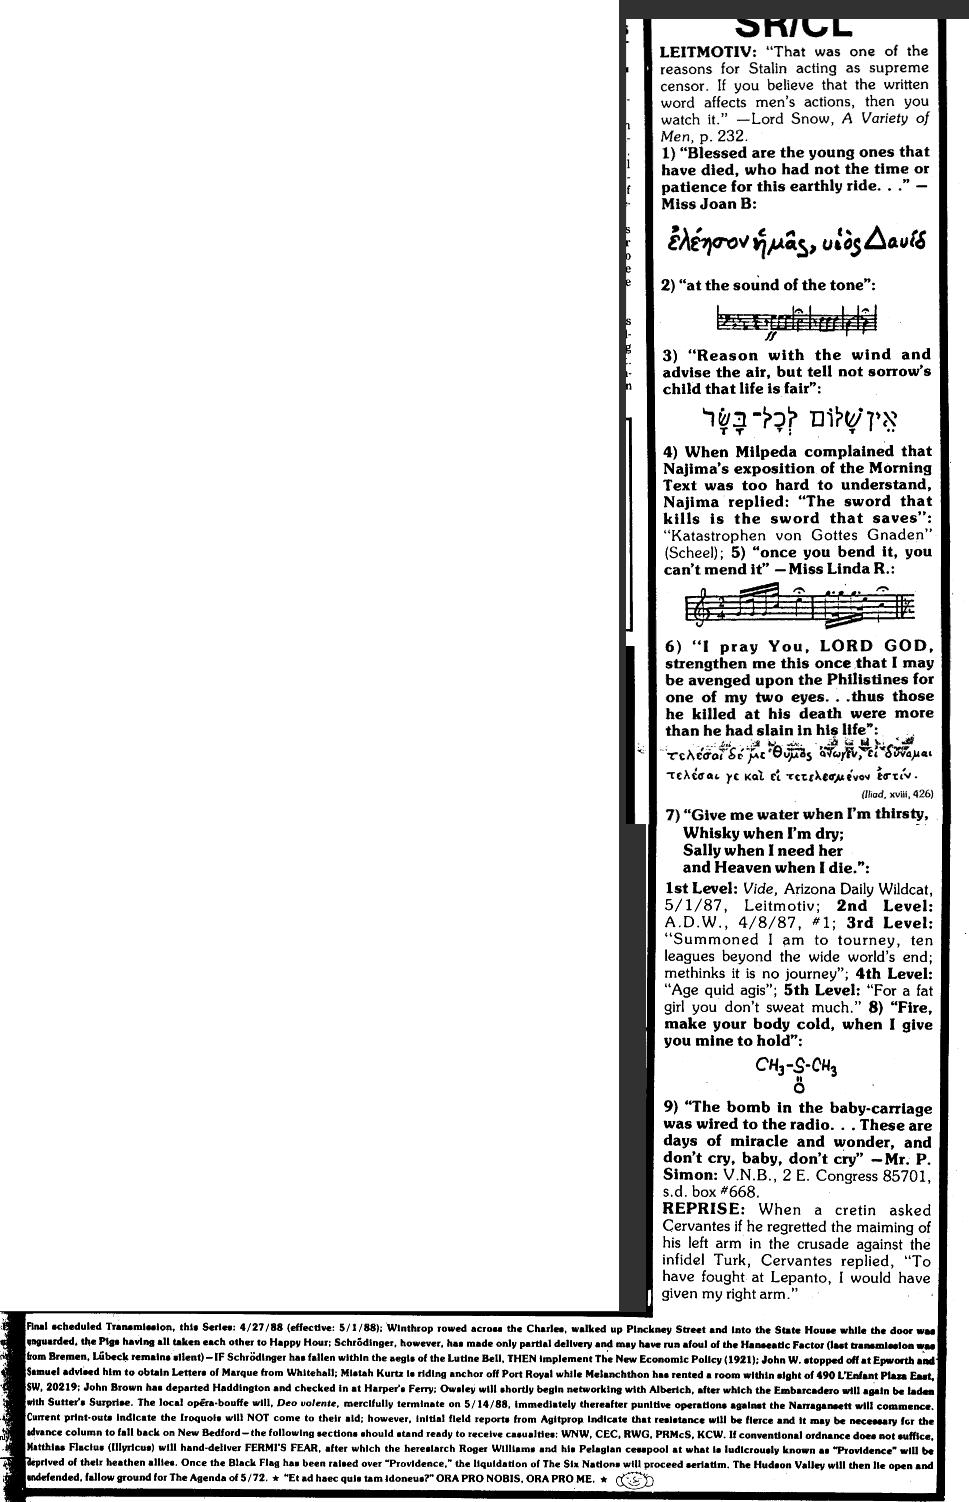 SR/CL
LEITMOTIV: “That was one of the
reasons for Stalin acting as supreme
censor. If you believe that the written
word affects men's actions, then you
watch it.” —Lord Snow, A Variety of
Men, p. 232.
1) “Blessed are the young ones that
have died, who had not the time or
patience for this earthly ride. . .” —
Miss Joan B:
ἐλέησον ἡμᾶς, υἱὸς Δαυίδ
2) “at the sound of the tone”:
ff
3) “Reason with the wind and
advise the air, but tell not sorrow's
child that life is fair”:
אֵין שָׁלוֹם לְכָל-בָּשָׂר
4) When Milpeda complained that
Najima's exposition of the Morning
Text was too hard to understand,
Najima replied: “The sword that
kills is the sword that saves”:
“Katastrophen von Gottes Gnaden”
(Scheel); 5) “once you bend it, you
can't mend it” —Miss Linda R.:
6) “I pray You, LORD GOD,
strengthen me this once that I may
be avenged upon the Philistines for
one of my two eyes. . .thus those
he killed at his death were more
than he had slain in his life”:
τελέσαι δέ με θυμὸς ἄνωγεν, εἰ δύναμαι
τελέσαι γε καὶ εἰ τετελεσμένον ἐστίν.
(Iliad, xviii, 426)
7) “Give me water when I'm thirsty,
Whisky when I'm dry;
Sally when I need her
and Heaven when I die.”:
1st Level: Vide, Arizona Daily Wildcat,
5/1/87, Leitmotiv; 2nd Level:
A.D.W., 4/8/87, #1; 3rd Level:
“Summoned I am to tourney, ten
leagues beyond the wide world's end;
methinks it is no journey”; 4th Level:
“Age quid agis”; 5th Level: “For a fat
girl you don't sweat much.” 8) “Fire,
make your body cold, when I give
you mine to hold”:
CH3-S-CH3
O
9) “The bomb in the baby-carriage
was wired to the radio. . . These are
days of miracle and wonder, and
don't cry, baby, don't cry” —Mr. P.
Simon: V.N.B., 2 E. Congress 85701,
s.d. box #668.
REPRISE: When a cretin asked
Cervantes if he regretted the maiming of
his left arm in the crusade against the
infidel Turk, Cervantes replied, “To
have fought at Lepanto, I would have
given my right arm.”
Final scheduled Transmission, this Series: 4/27/88 (effective: 5/1/88); Winthrop rowed across the Charles, walked up Pinckney Street and into the State House while the door was
unguarded, the Pigs having all taken each other to Happy Hour; Schrödinger, however, has made only partial delivery and may have run afoul of the Hanseatic Factor (last transmission was
from Bremen, Lübeck remains silent)—IF Schrödinger has fallen within the aegis of the Lutine Bell, THEN implement The New Economic Policy (1921); John W. stopped off at Epworth and
Samuel advised him to obtain Letters of Marque from Whitehall; Mistah Kurtz is riding anchor off Port Royal while Melanchthon has rented a room within sight of 490 L'Enfant Plaza East,
SW, 20219; John Brown has departed Haddington and checked in at Harper's Ferry; Owsley will shortly begin networking with Alberich, after which the Embarcadero will again be laden
with Sutter's Surprise. The local opéra-bouffe will, Deo volente, mercifully terminate on 5/14/88, immediately thereafter punitive operations against the Narragansett will commence.
Current print-outs indicate the Iroquois will NOT come to their aid; however, initial field reports from Agitprop indicate that resistance will be fierce and it may be necessary for the
advance column to fall back on New Bedford—the following sections should stand ready to receive casualties: WNW, CEC, RWG, PRMcS, KCW. If conventional ordnance does not suffice,
Matthias Flacius (Illyricus) will hand-deliver FERMI'S FEAR, after which the heresiarch Roger Williams and his Pelagian cesspool at what is ludicrously known as “Providence” will be
deprived of their heathen allies. Once the Black Flag has been raised over “Providence,” the liquidation of The Six Nations will proceed seriatim. The Hudson Valley will then lie open and
undefended, fallow ground for The Agenda of 5/72. ★ “Et ad haec quis tam idoneus?” ORA PRO NOBIS, ORA PRO ME. ★